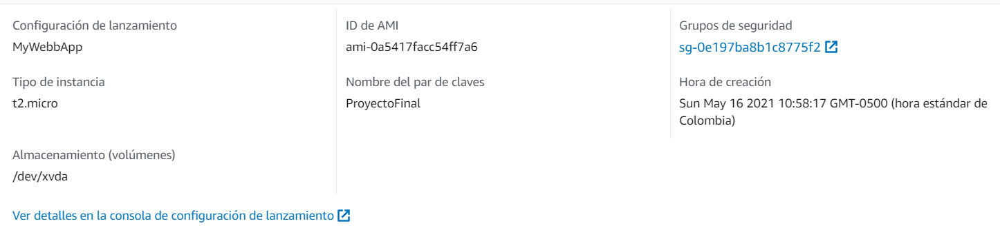 Configuración de lanzamiento
MyWebbApp
ID de AMI
ami-0a5417facc54ff7a6
Grupos de seguridad
sg-0e197ba8b1c8775f2
Tipo de instancia
t2.micro
Nombre del par de claves
ProyectoFinal
Hora de creación
Sun May 16 2021 10:58:17 GMT-0500 (hora estándar de
Colombia)
Almacenamiento (volúmenes)
/dev/xvda
Ver detalles en la consola de configuración de lanzamiento